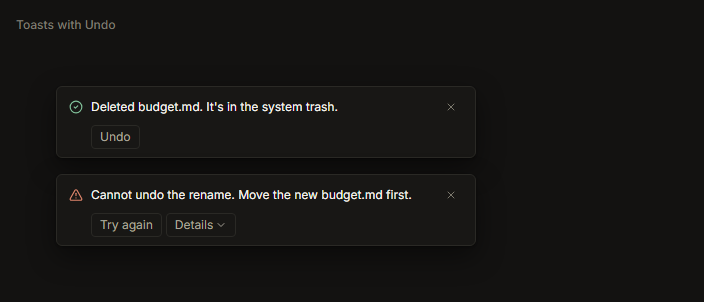 Toasts with Undo
Deleted budget.md. It's in the system trash.
Undo
Cannot undo the rename. Move the new budget.md first.
Try again Details